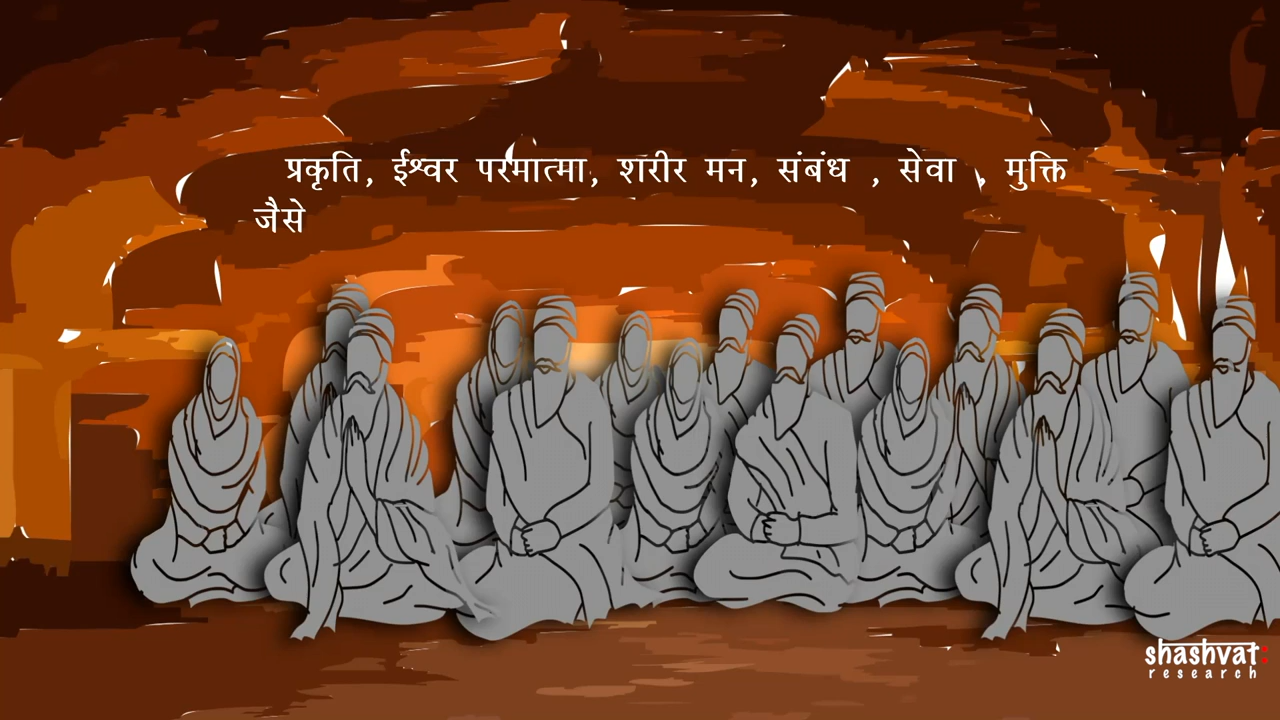 प्रकृति, ईश्वर परमात्मा, शरीर मन, संबंध , सेवा , मुक्ति
जैसे
shashvat:
research